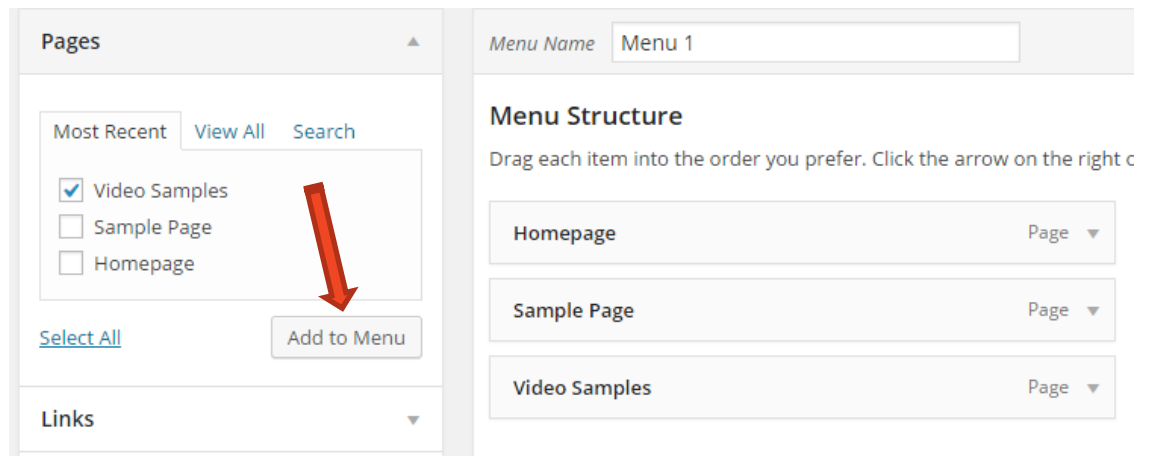 Pages
Most Recent View All Search
Video Samples
Sample Page
Homepage
Select All Add to Menu
Links
Menu Name Menu 1
Menu Structure
Drag each item into the order you prefer. Click the arrow on the right
Homepage Page
Sample Page Page
Video Samples Page